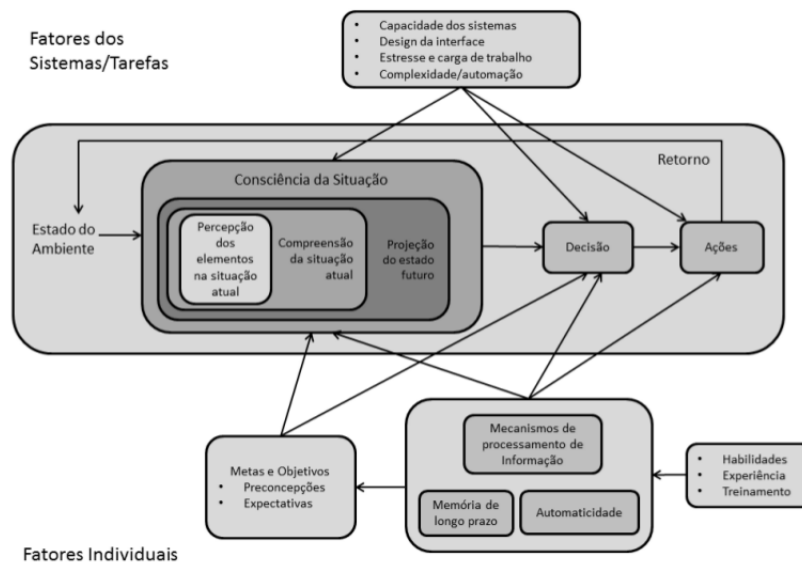 Fatores dos
Sistemas/Tarefas
• Capacidade dos sistemas
• Design da interface
• Estresse e carga de trabalho
• Complexidade/automação
Retorno
Consciência da Situação
Estado do
Ambiente
Percepção
dos
elementos
na situação
atual
Compreensão
da situação
atual
Projeção
do estado
futuro
Decisão
Ações
Metas e Objetivos
• Preconcepções
• Expectativas
Mecanismos de
processamento de
Informação
Memória de
longo prazo
Automaticidade
• Habilidades
• Experiência
• Treinamento
Fatores Individuais